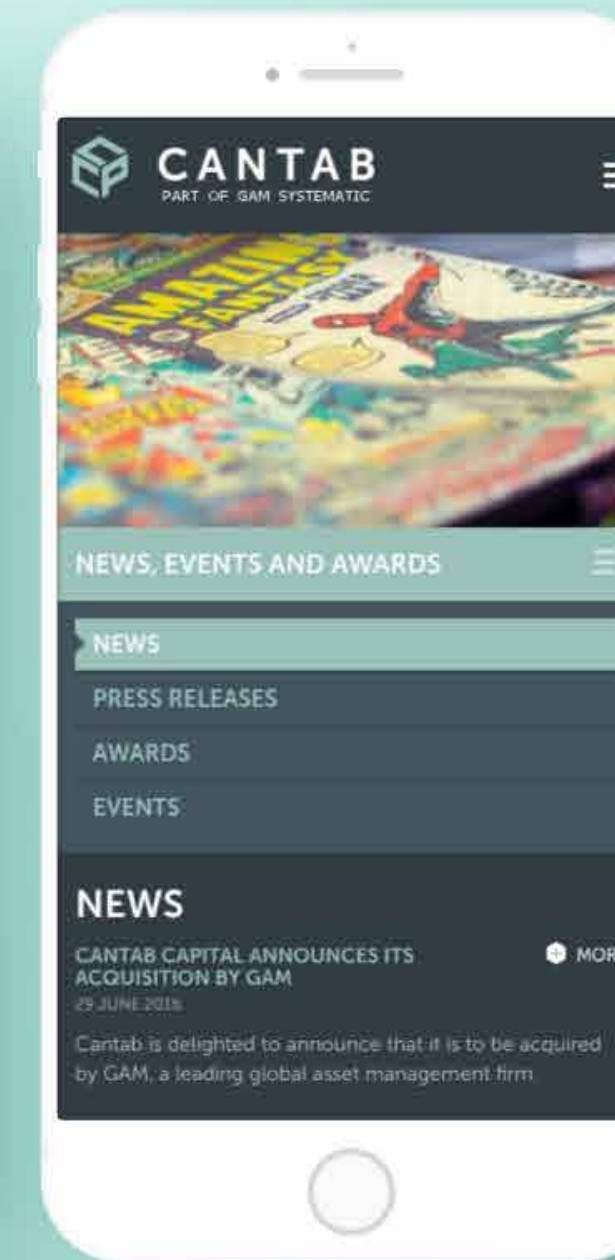 CANTAB
PART OF GAM SYSTEMATIC
AMAZING
FANTASY
NEWS, EVENTS AND AWARDS
NEWS
PRESS RELEASES
AWARDS
EVENTS
NEWS
CANTAB CAPITAL ANNOUNCES ITS
ACQUISITION BY GAM
MOR
29 JUNE 2016
Cantab is delighted to announce that it is to be acquired
by GAM, a leading global asset management firm